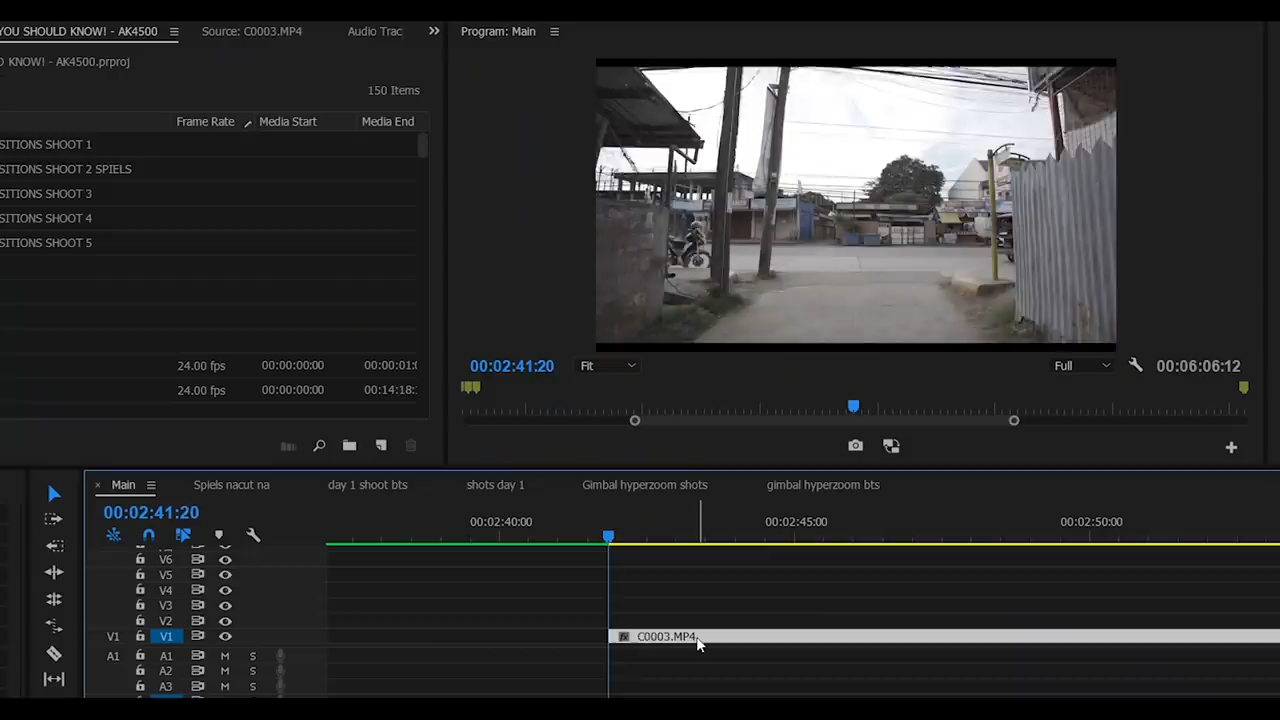 YOU SHOULD KNOW! - AK4500
Source: C0003.MP4
Audio Trac
Program: Main
D KNOW! - AK4500.prproj
150 Items
Frame Rate
Media Start
Media End
SITIONS SHOOT 1
SITIONS SHOOT 2 SPIELS
SITIONS SHOOT 3
SITIONS SHOOT 4
SITIONS SHOOT 5
24.00 fps
00:00:00:00
00:00:01:0
24.00 fps
00:00:00:00
00:14:18:
00:02:41:20
Fit
Full
00:06:06:12
× Main
Spiels nacut na
day 1 shoot bts
shots day 1
Gimbal hyperzoom shots
gimbal hyperzoom bts
00:02:41:20
00:02:40:00
00:02:45:00
00:02:50:00
V6
V5
V4
V3
V2
V1 V1
fx C0003.MP4
A1 A1 M S
A2 M S
A3 M S